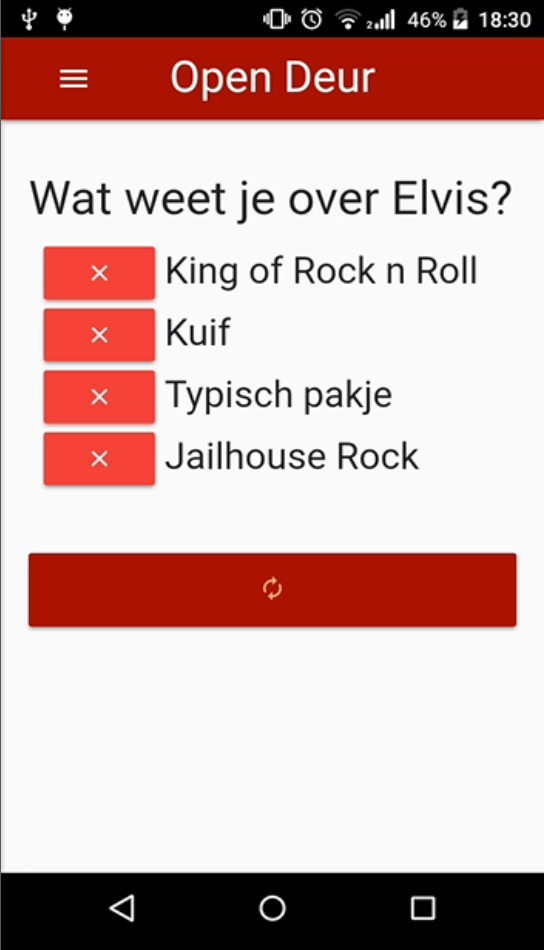 46% 18:30
Open Deur
Wat weet je over Elvis?
King of Rock n Roll
Kuif
Typisch pakje
Jailhouse Rock